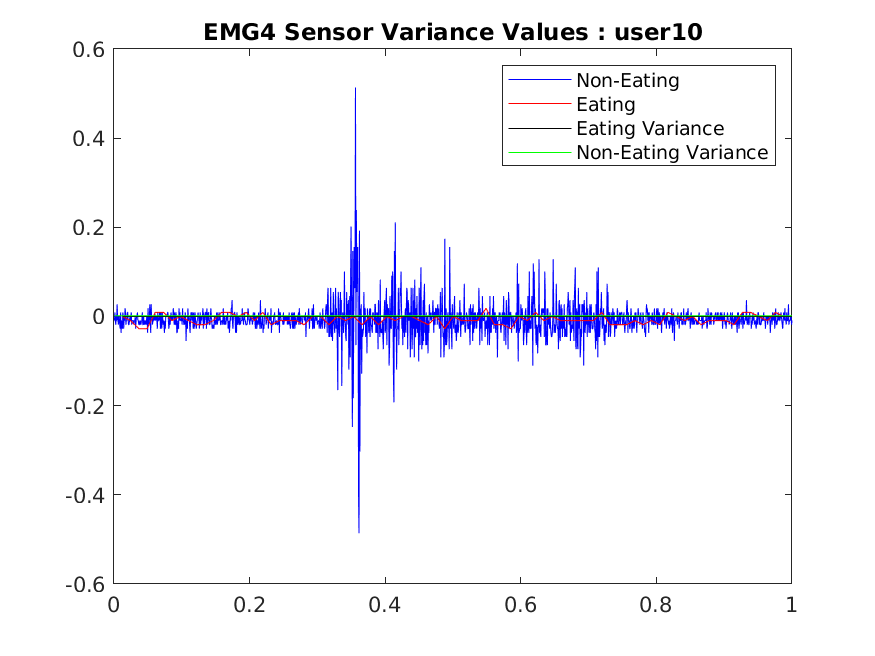 EMG4 Sensor Variance Values : user10
0.6
Non-Eating
Eating
Eating Variance
Non-Eating Variance
0.4
0.2
0
-0.2
-0.4
-0.6
0 0.2 0.4 0.6 0.8 1